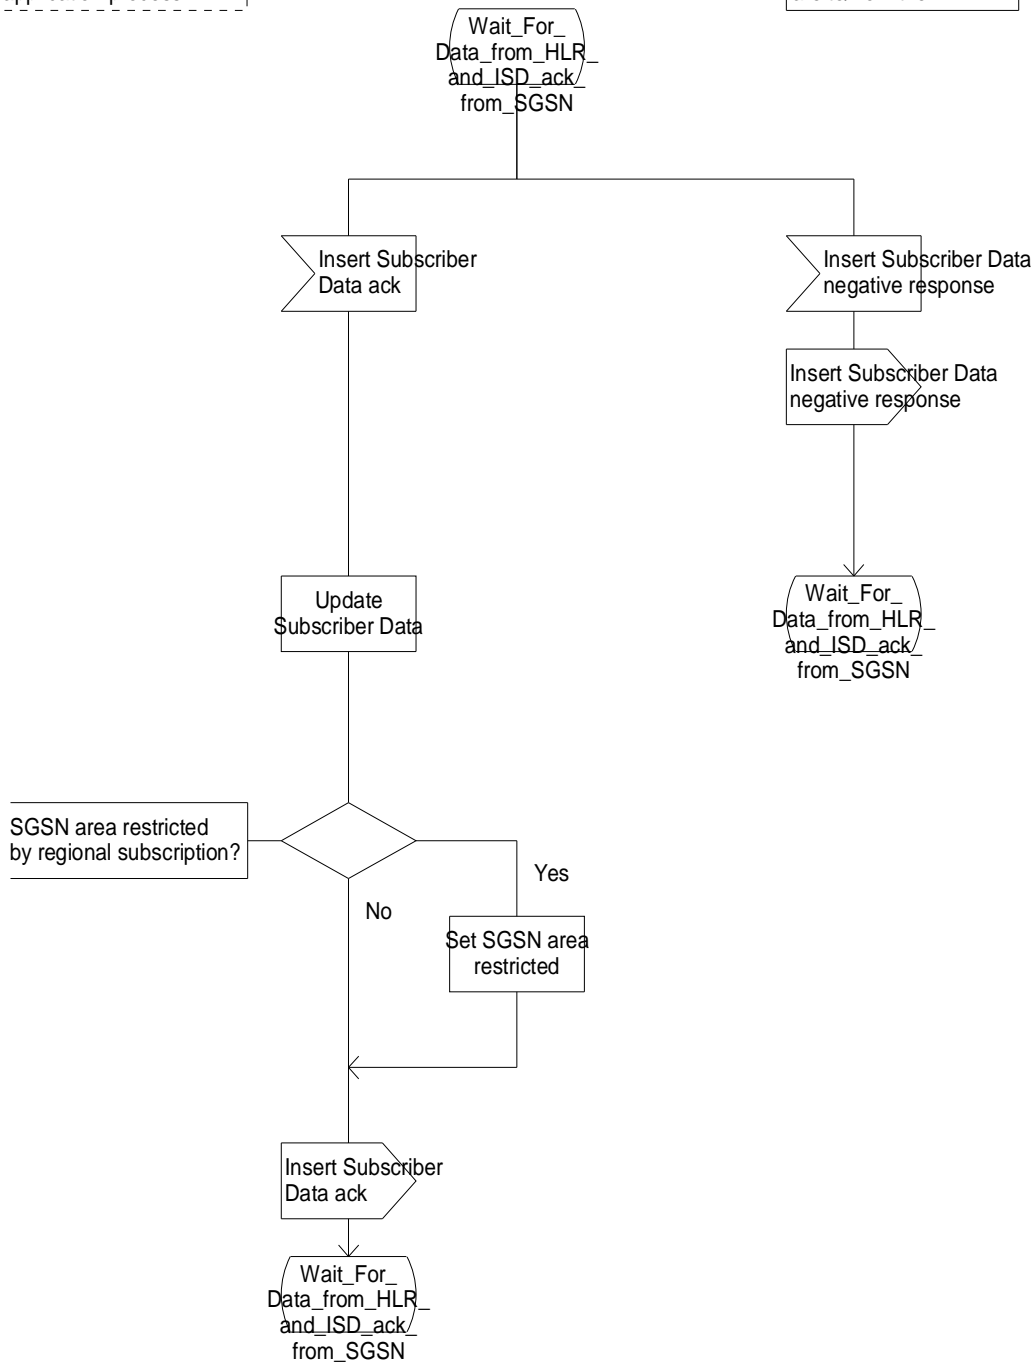 Wait_For_
Data_from_HLR_
and_ISD_ack_
from_SGSN
Insert Subscriber
Data ack
Insert Subscriber Data
negative response
Insert Subscriber Data
negative response
Update
Subscriber Data
Wait_For_
Data_from_HLR_
and_ISD_ack_
from_SGSN
SGSN area restricted
by regional subscription?
Yes
No
Set SGSN area
restricted
Insert Subscriber
Data ack
Wait_For_
Data_from_HLR_
and_ISD_ack_
from_SGSN